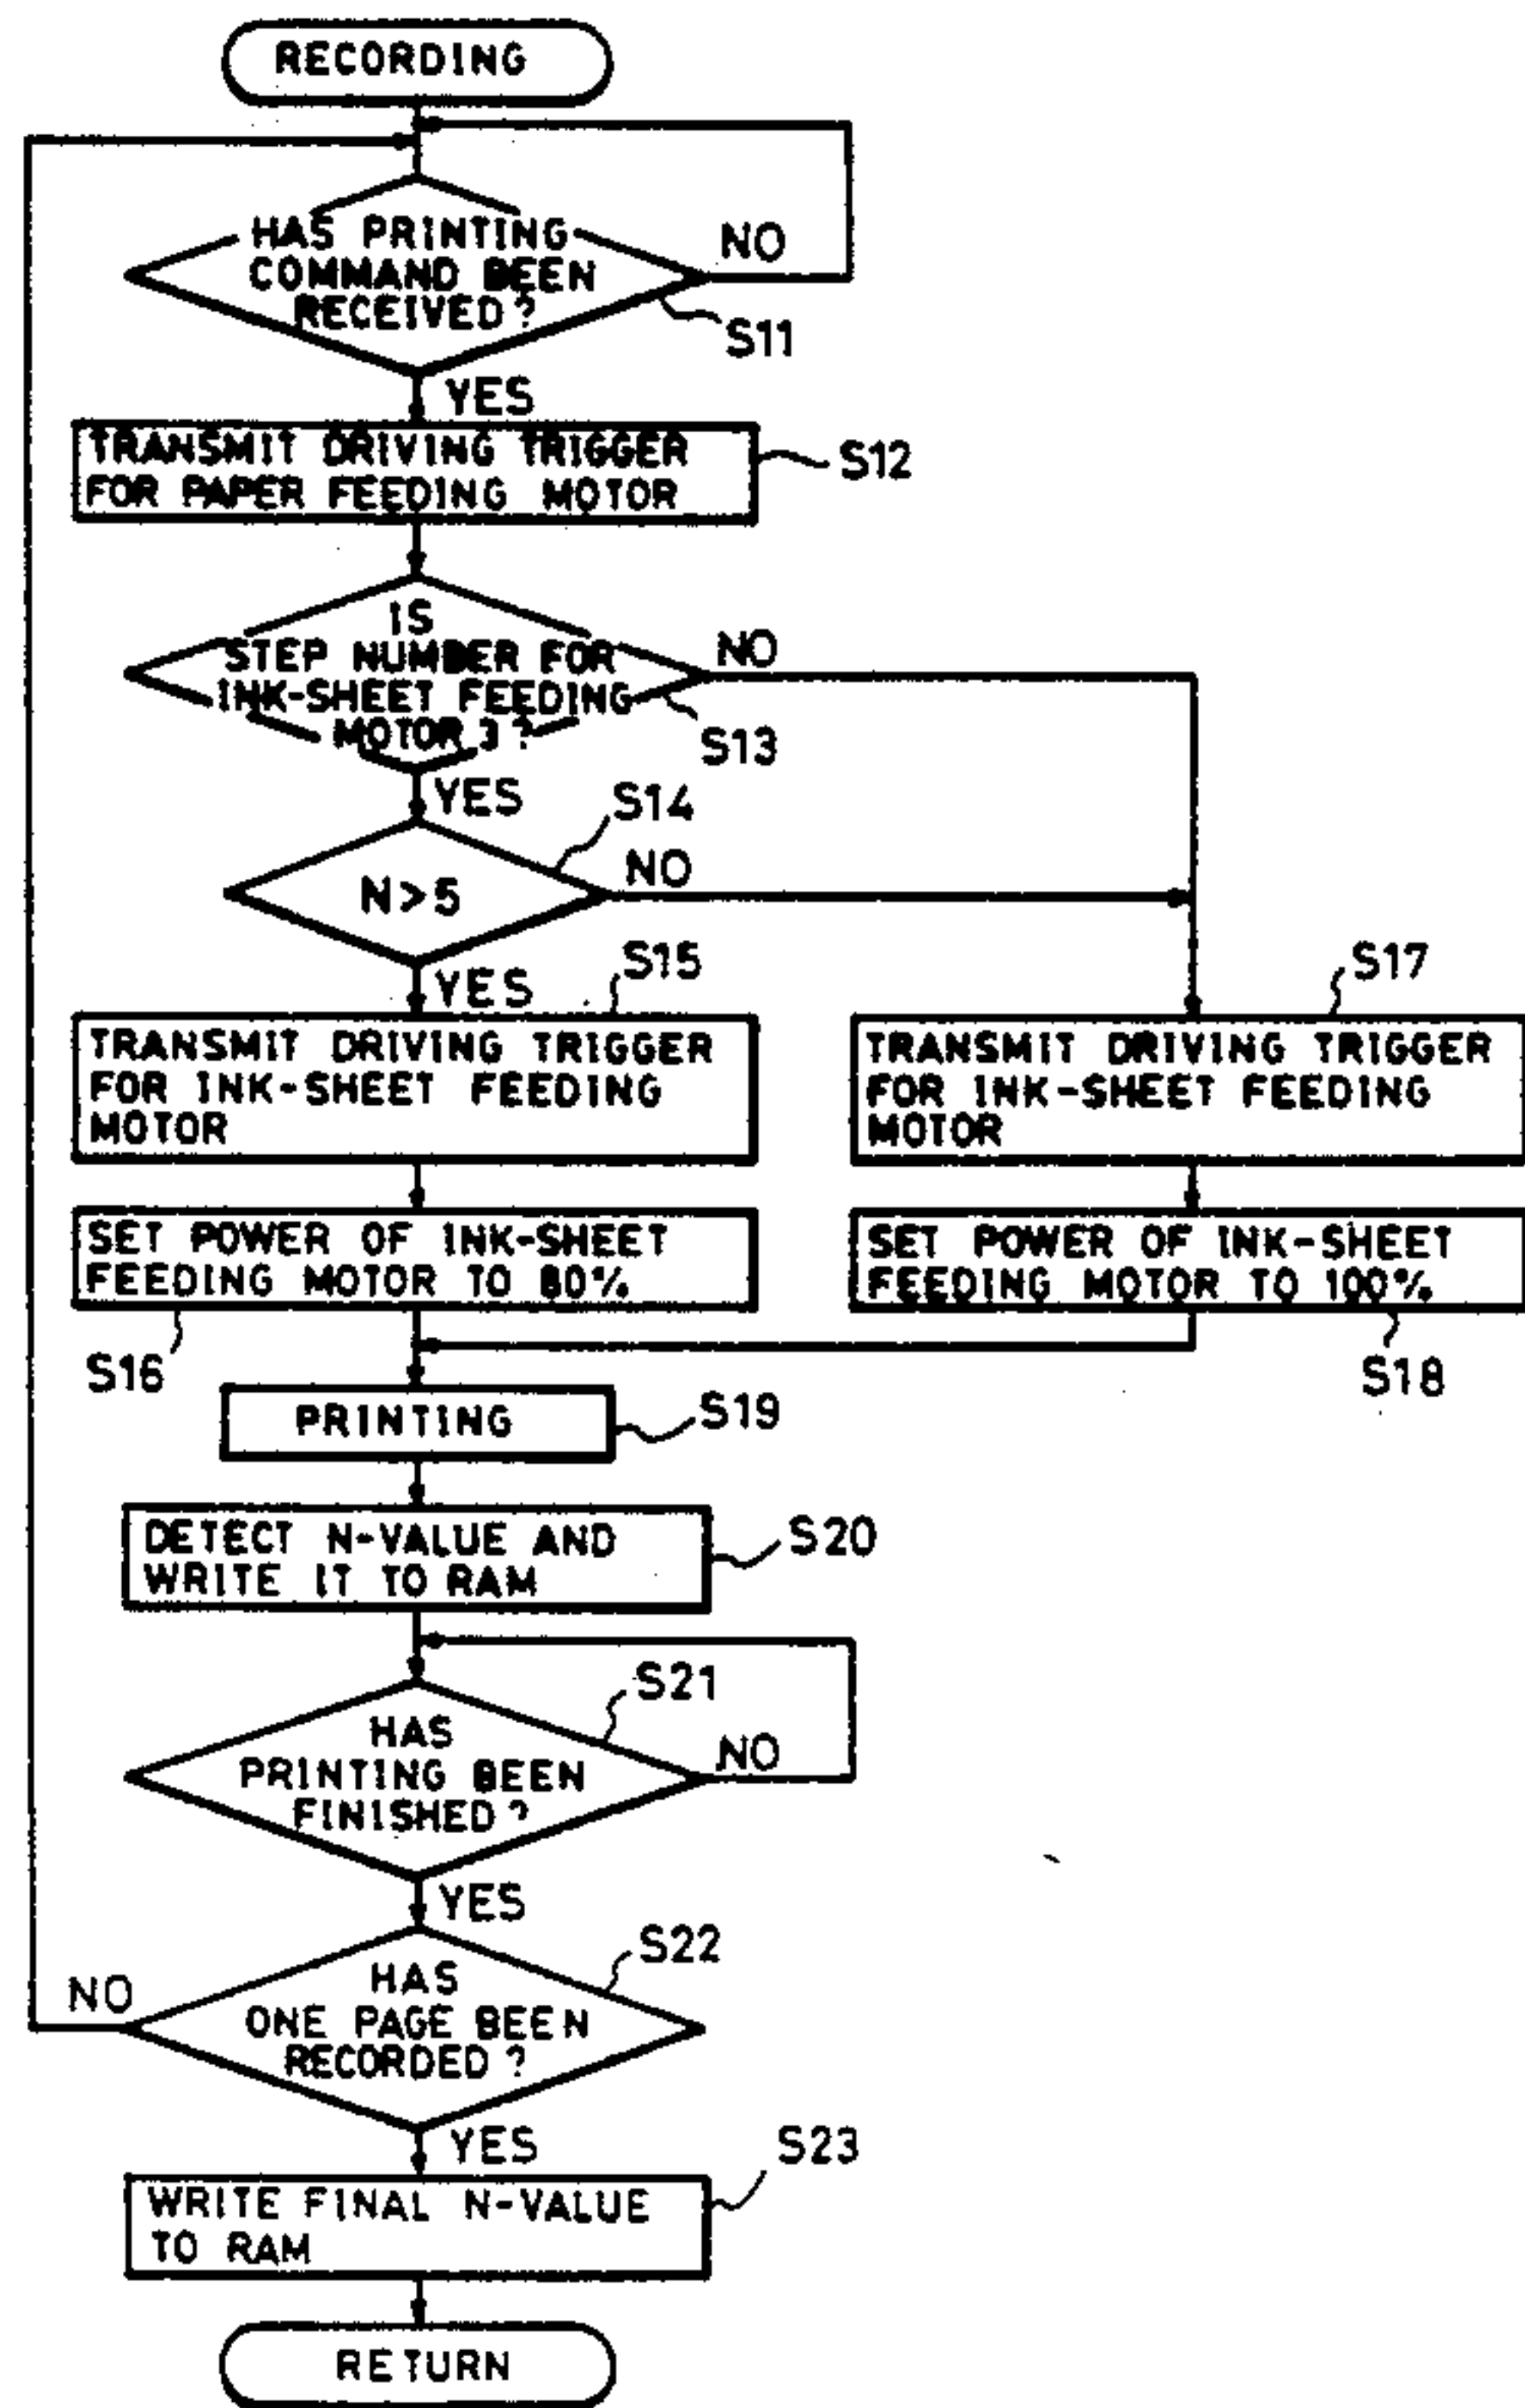 RECORDING
HAS PRINTING
COMMAND BEEN
RECEIVED?
NO
S11
YES
TRANSMIT DRIVING TRIGGER
FOR PAPER FEEDING MOTOR
S12
IS
STEP NUMBER FOR
INK-SHEET FEEDING
MOTOR 3?
NO
S13
YES
S14
N>5
NO
YES
S15
S17
TRANSMIT DRIVING TRIGGER
FOR INK-SHEET FEEDING
MOTOR
TRANSMIT DRIVING TRIGGER
FOR INK-SHEET FEEDING
MOTOR
SET POWER OF INK-SHEET
FEEDING MOTOR TO 80%
SET POWER OF INK-SHEET
FEEDING MOTOR TO 100%
S16
S18
PRINTING
S19
DETECT N-VALUE AND
WRITE IT TO RAM
S20
S21
HAS
PRINTING BEEN
FINISHED?
NO
YES
S22
HAS
ONE PAGE BEEN
RECORDED?
NO
YES
S23
WRITE FINAL N-VALUE
TO RAM
RETURN